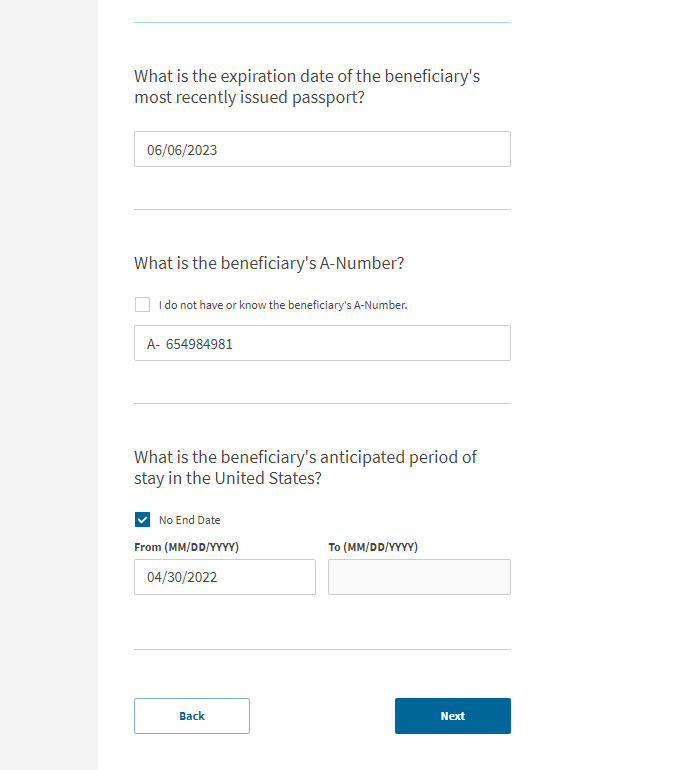 What is the expiration date of the beneficiary's
most recently issued passport?
06/06/2023
What is the beneficiary's A-Number?
I do not have or know the beneficiary's A-Number.
A- 654984981
What is the beneficiary's anticipated period of
stay in the United States?
No End Date
From (MM/DD/YYYY) To (MM/DD/YYYY)
04/30/2022
Back Next